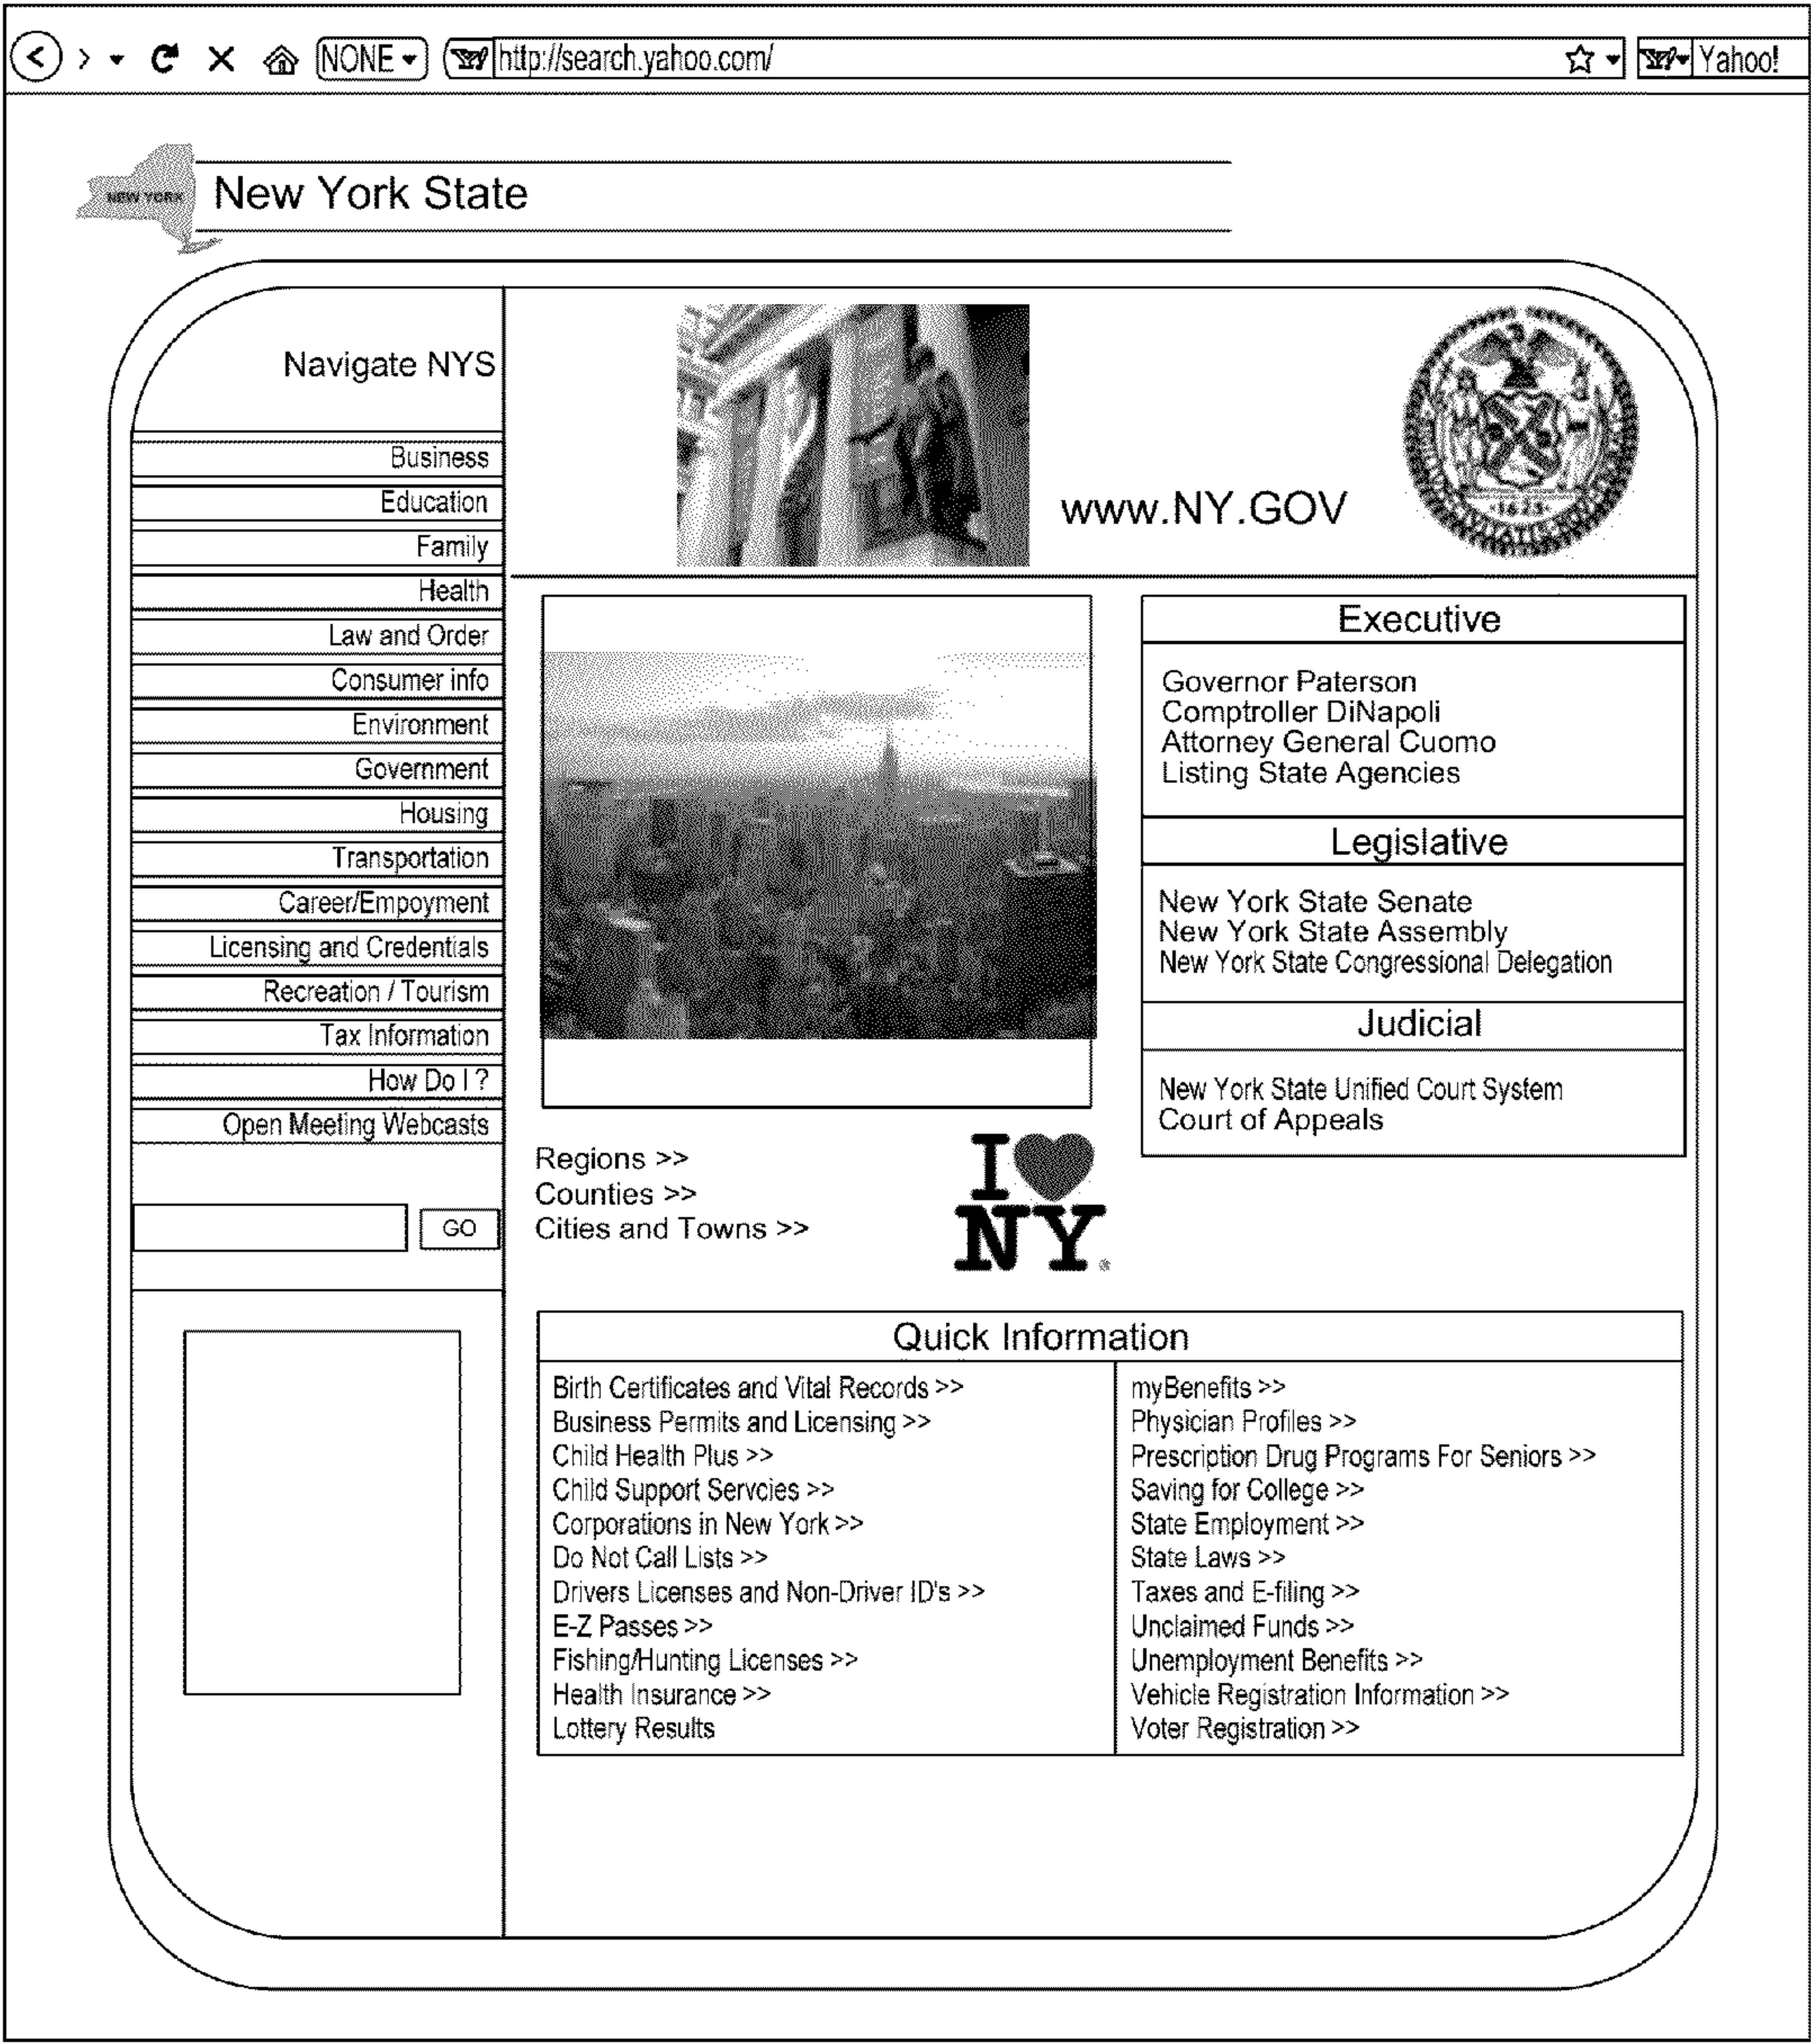 NONE
http://search.yahoo.com/
Yahoo!
NEW YORK
New York State
Navigate NYS
Business
Education
Family
Health
Law and Order
Consumer info
Environment
Government
Housing
Transportation
Career/Empoyment
Licensing and Credentials
Recreation / Tourism
Tax Information
How Do I ?
Open Meeting Webcasts
GO
www.NY.GOV
1625
Executive
Governor Paterson
Comptroller DiNapoli
Attorney General Cuomo
Listing State Agencies
Legislative
New York State Senate
New York State Assembly
New York State Congressional Delegation
Judicial
New York State Unified Court System
Court of Appeals
Regions >>
Counties >>
Cities and Towns >>
I
NY
Quick Information
Birth Certificates and Vital Records >>
Business Permits and Licensing >>
Child Health Plus >>
Child Support Servcies >>
Corporations in New York >>
Do Not Call Lists >>
Drivers Licenses and Non-Driver ID's >>
E-Z Passes >>
Fishing/Hunting Licenses >>
Health Insurance >>
Lottery Results
myBenefits >>
Physician Profiles >>
Prescription Drug Programs For Seniors >>
Saving for College >>
State Employment >>
State Laws >>
Taxes and E-filing >>
Unclaimed Funds >>
Unemployment Benefits >>
Vehicle Registration Information >>
Voter Registration >>